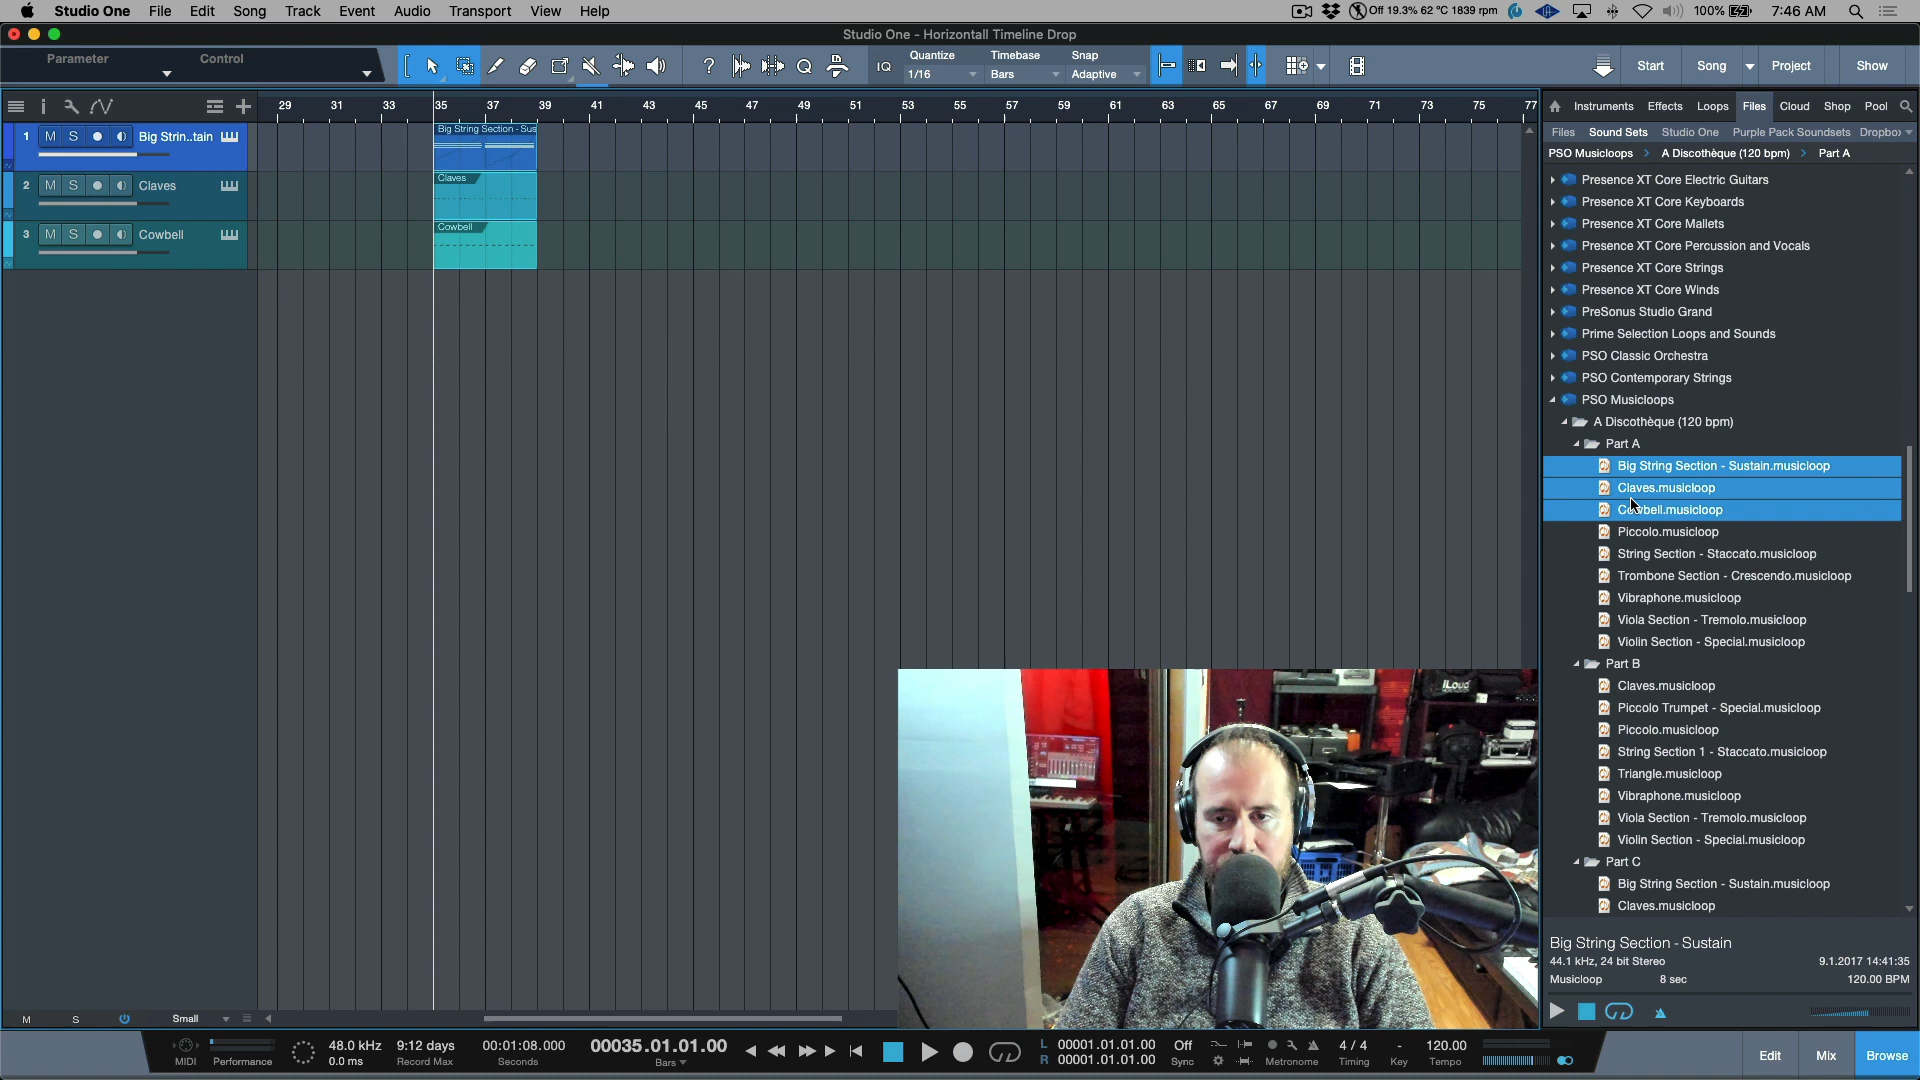 Studio One File Edit Song Track Event Audio Transport View Help
Off 19.3% 62 °C 1839 rpm 100% 7:46 AM
Studio One - Horizontall Timeline Drop
Parameter Control
Quantize Timebase Snap
IQ 1/16 Bars Adaptive
Start Song Project Show
29 31 33 35 37 39 41 43 45 47 49 51 53 55 57 59 61 63 65 67 69 71 73 75 77
Instruments Effects Loops Files Cloud Shop Pool
Files Sound Sets Studio One Purple Pack Soundsets Dropbox
PSO Musicloops > A Discothèque (120 bpm) > Part A
1 M S Big Strin..tain
Big String Section - Sus
2 M S Claves
Claves
3 M S Cowbell
Cowbell
Presence XT Core Electric Guitars
Presence XT Core Keyboards
Presence XT Core Mallets
Presence XT Core Percussion and Vocals
Presence XT Core Strings
Presence XT Core Winds
PreSonus Studio Grand
Prime Selection Loops and Sounds
PSO Classic Orchestra
PSO Contemporary Strings
PSO Musicloops
A Discothèque (120 bpm)
Part A
Big String Section - Sustain.musicloop
Claves.musicloop
Cowbell.musicloop
Piccolo.musicloop
String Section - Staccato.musicloop
Trombone Section - Crescendo.musicloop
Vibraphone.musicloop
Viola Section - Tremolo.musicloop
Violin Section - Special.musicloop
Part B
Claves.musicloop
Piccolo Trumpet - Special.musicloop
Piccolo.musicloop
String Section 1 - Staccato.musicloop
Triangle.musicloop
Vibraphone.musicloop
Viola Section - Tremolo.musicloop
Violin Section - Special.musicloop
Part C
Big String Section - Sustain.musicloop
Claves.musicloop
iLoud
Big String Section - Sustain
44.1 kHz, 24 bit Stereo 9.1.2017 14:41:35
Musicloop 8 sec 120.00 BPM
M S Small
MIDI Performance
48.0 kHz 9:12 days 00:01:08.000 00035.01.01.00
0.0 ms Record Max Seconds Bars
L 00001.01.01.00 Off 4 / 4 - 120.00
R 00001.01.01.00 Sync Metronome Timing Key Tempo
Edit Mix Browse